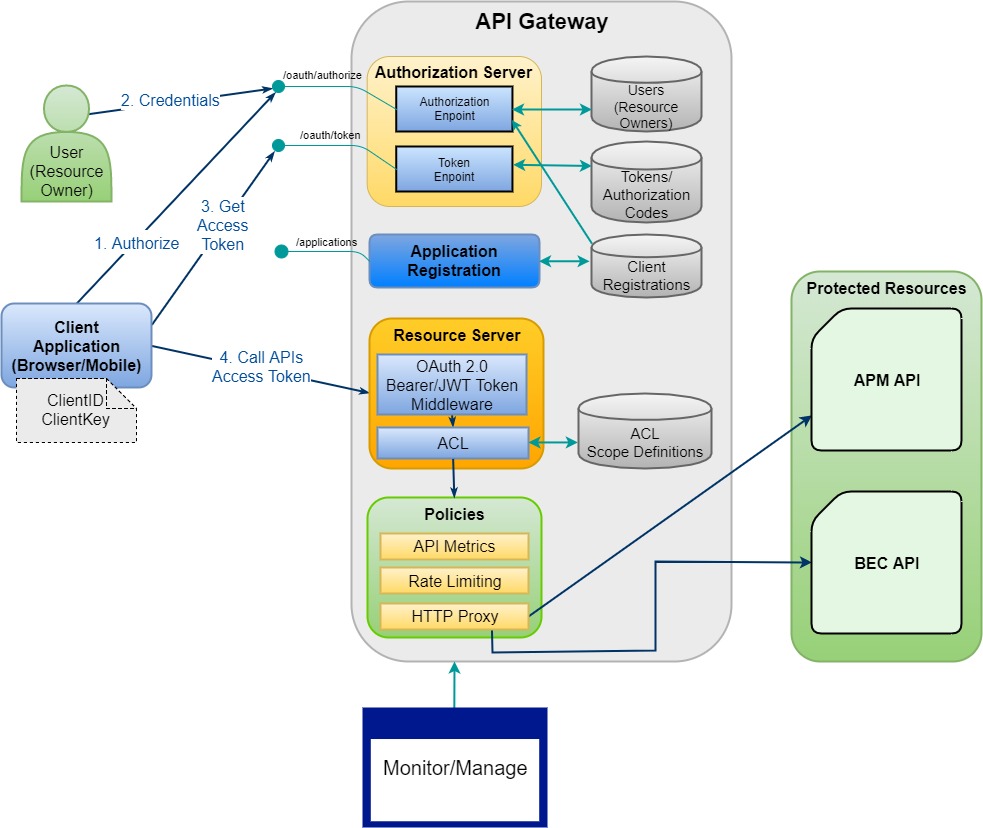 API Gateway
/oauth/authorize
Authorization Server
Authorization
Enpoint
Users
(Resource
Owners)
2. Credentials
User
(Resource
Owner)
/oauth/token
Token
Enpoint
Tokens/
Authorization
Codes
3. Get
Access
Token
1. Authorize
/applications
Application
Registration
Client
Registrations
Protected Resources
Client
Application
(Browser/Mobile)
ClientID
ClientKey
4. Call APIs
Access Token
Resource Server
OAuth 2.0
Bearer/JWT Token
Middleware
ACL
ACL
Scope Definitions
APM API
Policies
API Metrics
Rate Limiting
HTTP Proxy
BEC API
Monitor/Manage